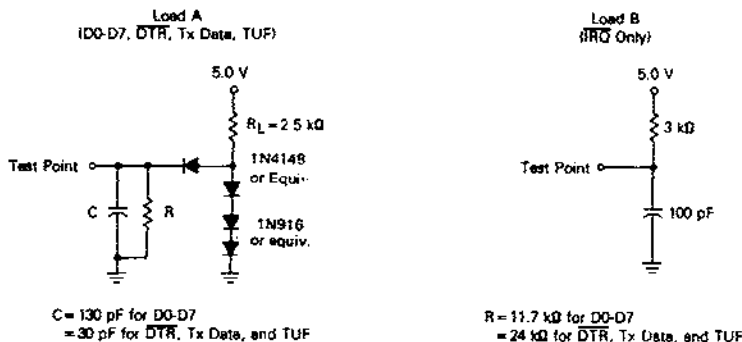 Load A
(D0-D7, DTR, Tx Data, TUF)
5.0 V
RL = 2.5 kΩ
Test Point
1N4148
or Equiv.
C
R
1N916
or equiv.
C = 130 pF for D0-D7
= 30 pF for DTR, Tx Data, and TUF
Load B
(IRQ Only)
5.0 V
3 kΩ
Test Point
100 pF
R = 11.7 kΩ for D0-D7
= 24 kΩ for DTR, Tx Data, and TUF